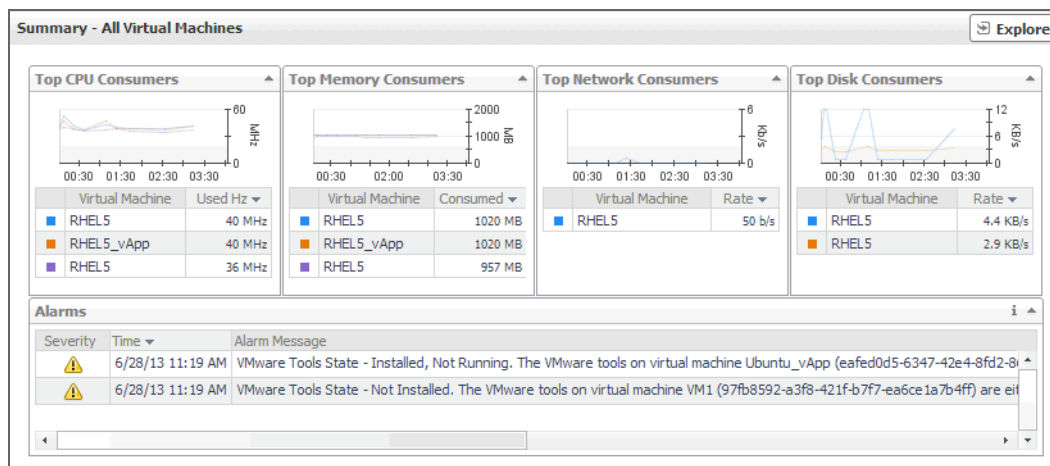 Summary - All Virtual Machines
Explore
Top CPU Consumers
60
MHz
0
00:30 01:30 02:30 03:30
Virtual Machine Used Hz
RHEL5 40 MHz
RHEL5_vApp 40 MHz
RHEL5 36 MHz
Top Memory Consumers
2000
1000
MB
0
00:30 02:00 03:30
Virtual Machine Consumed
RHEL5 1020 MB
RHEL5_vApp 1020 MB
RHEL5 957 MB
Top Network Consumers
6
Kb/s
0
00:30 01:30 02:30 03:30
Virtual Machine Rate
RHEL5 50 b/s
Top Disk Consumers
12
6
KB/s
0
00:30 01:30 02:30 03:30
Virtual Machine Rate
RHEL5 4.4 KB/s
RHEL5 2.9 KB/s
Alarms i
Severity Time Alarm Message
6/28/13 11:19 AM VMware Tools State - Installed, Not Running. The VMware tools on virtual machine Ubuntu_vApp (eafed0d5-6347-42e4-8fd2-8
6/28/13 11:19 AM VMware Tools State - Not Installed. The VMware tools on virtual machine VM1 (97fb8592-a3f8-421f-b7f7-ea6ce1a7b4ff) are eit